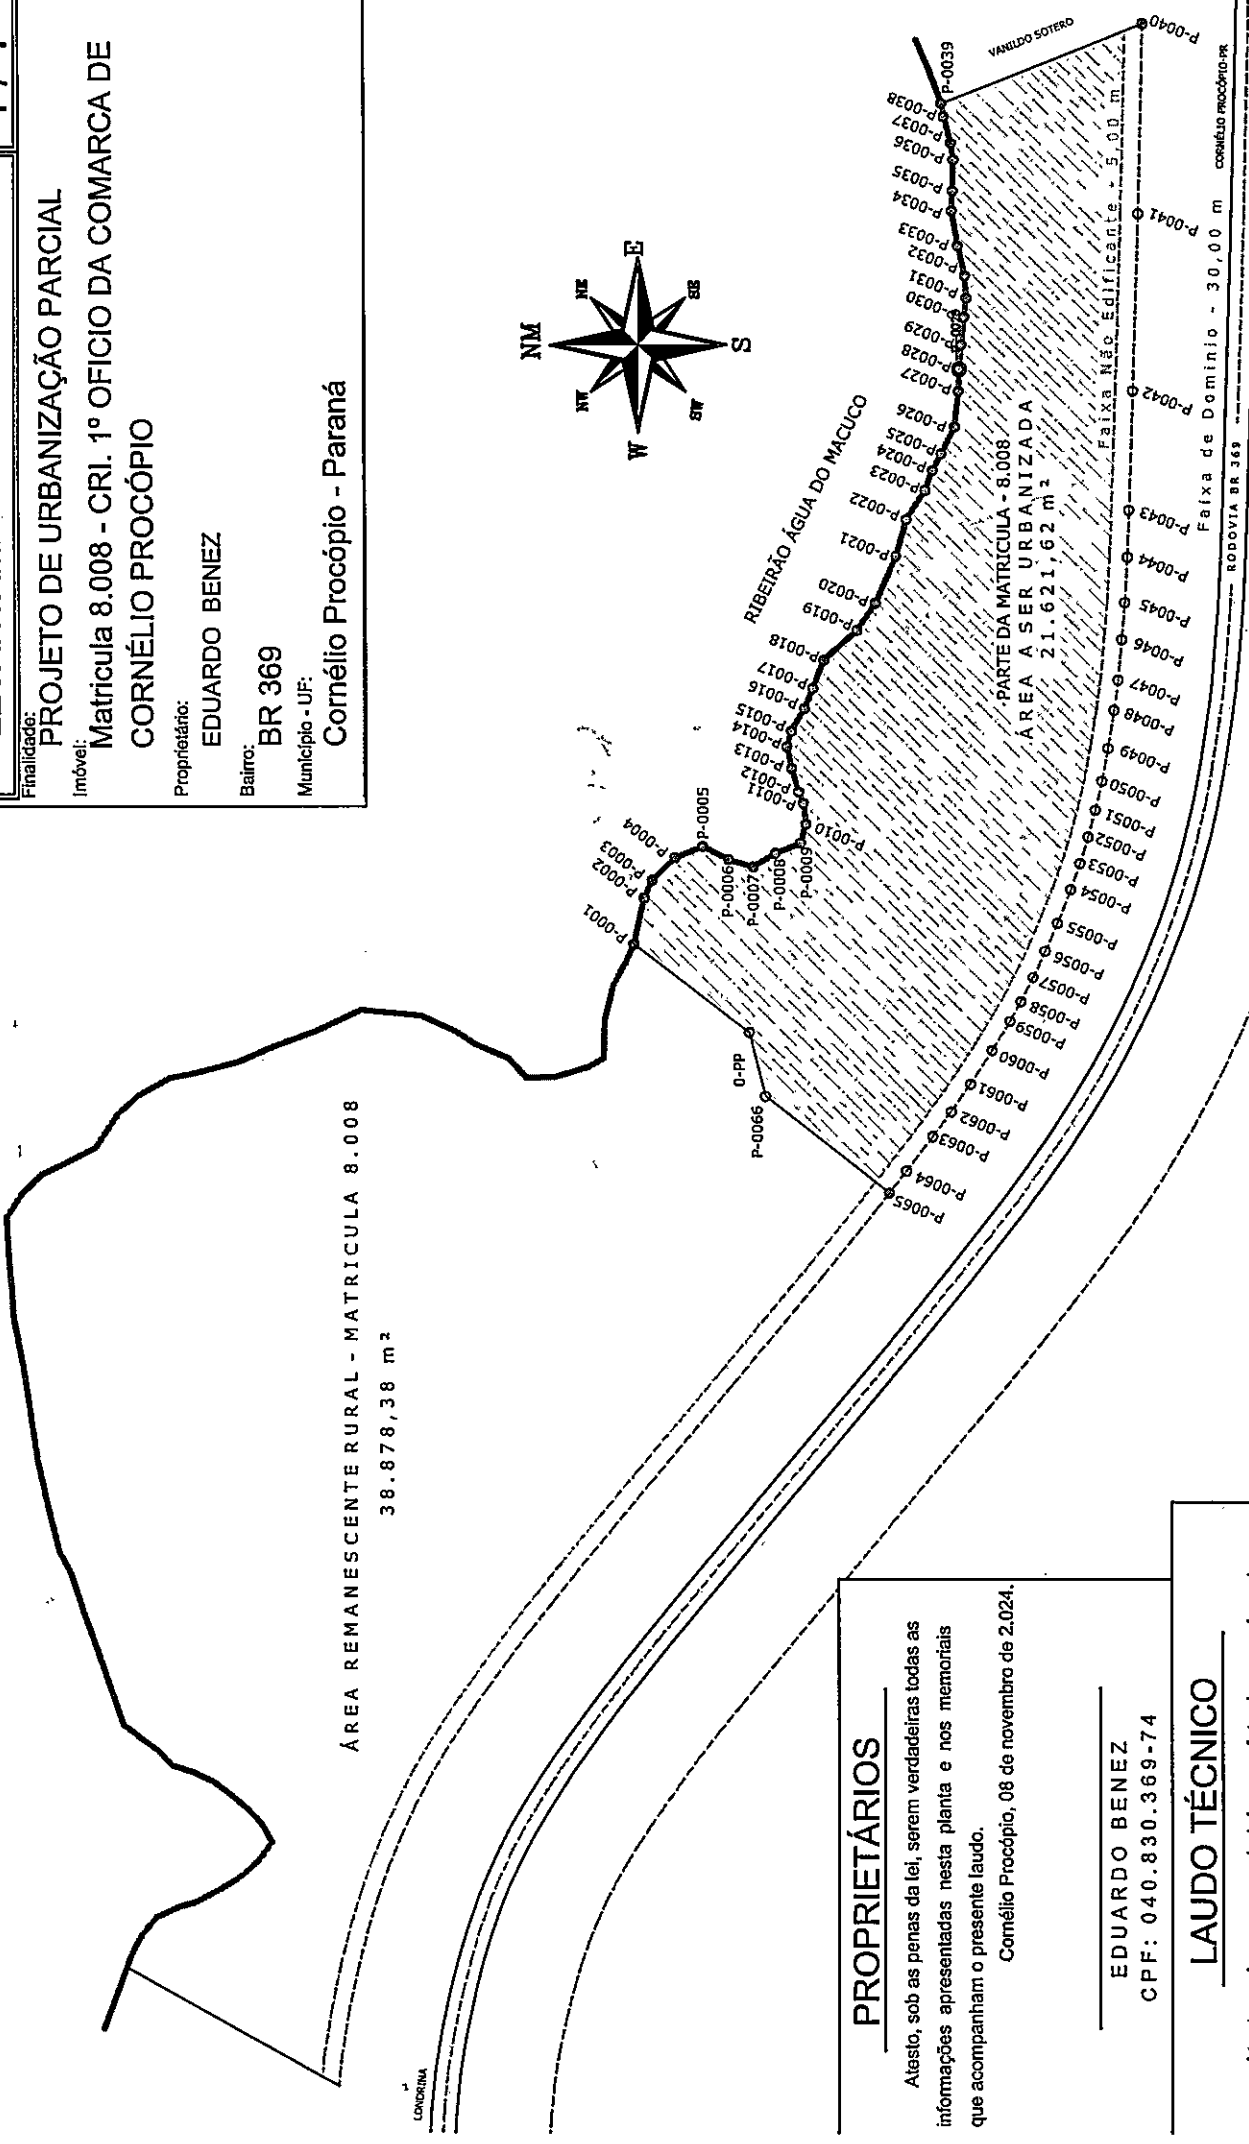 Finalidade:
PROJETO DE URBANIZAÇÃO PARCIAL
Imóvel:
Matricula 8.008 - CRI. 1º OFICIO DA COMARCA DE
CORNÉLIO PROCÓPIO
Proprietário:
EDUARDO BENEZ
Bairro:
BR 369
Município - UF:
Cornélio Procópio - Paraná
NM
NE
E
SE
S
SW
W
NW
ÁREA REMANESCENTE RURAL - MATRICULA 8.008
38.878,38 m²
RIBEIRÃO ÁGUA DO MACUCO
P-0001
P-0002
P-0003
P-0004
P-0005
P-0006
P-0007
P-0008
P-0009
P-0010
P-0011
P-0012
P-0013
P-0014
P-0015
P-0016
P-0017
P-0018
P-0019
P-0020
P-0021
P-0022
P-0023
P-0024
P-0025
P-0026
P-0027
P-0028
P-0029
P-0030
P-0031
P-0032
P-0033
P-0034
P-0035
P-0036
P-0037
P-0038
P-0039
VANILDO SOTERO
P-0040
P-0041
P-0042
P-0043
P-0044
P-0045
P-0046
P-0047
P-0048
P-0049
P-0050
P-0051
P-0052
P-0053
P-0054
P-0055
P-0056
P-0057
P-0058
P-0059
P-0060
P-0061
P-0062
P-0063
P-0064
P-0065
P-0066
0-PP
PARTE DA MATRICULA - 8.008
ÁREA A SER URBANIZADA
21.621,62 m²
Faixa Não Edificante - 5,00 m
Faixa de Dominio - 30,00 m
CORNÉLIO PROCÓPIO-PR
RODOVIA BR 369
LONDRINA
PROPRIETÁRIOS
Atesto, sob as penas da lei, serem verdadeiras todas as
informações apresentadas nesta planta e nos memoriais
que acompanham o presente laudo.
Cornélio Procópio, 08 de novembro de 2.024.
EDUARDO BENEZ
CPF: 040.830.369-74
LAUDO TÉCNICO